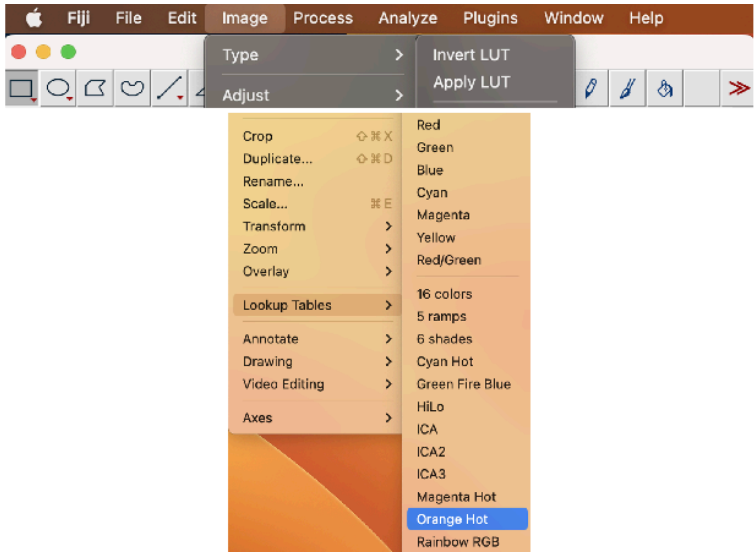 Fiji File Edit Image Process Analyze Plugins Window Help
Type
Adjust
Crop ⇧⌘X
Duplicate... ⇧⌘D
Rename...
Scale... ⌘E
Transform
Zoom
Overlay
Lookup Tables
Annotate
Drawing
Video Editing
Axes
Invert LUT
Apply LUT
Red
Green
Blue
Cyan
Magenta
Yellow
Red/Green
16 colors
5 ramps
6 shades
Cyan Hot
Green Fire Blue
HiLo
ICA
ICA2
ICA3
Magenta Hot
Orange Hot
Rainbow RGB